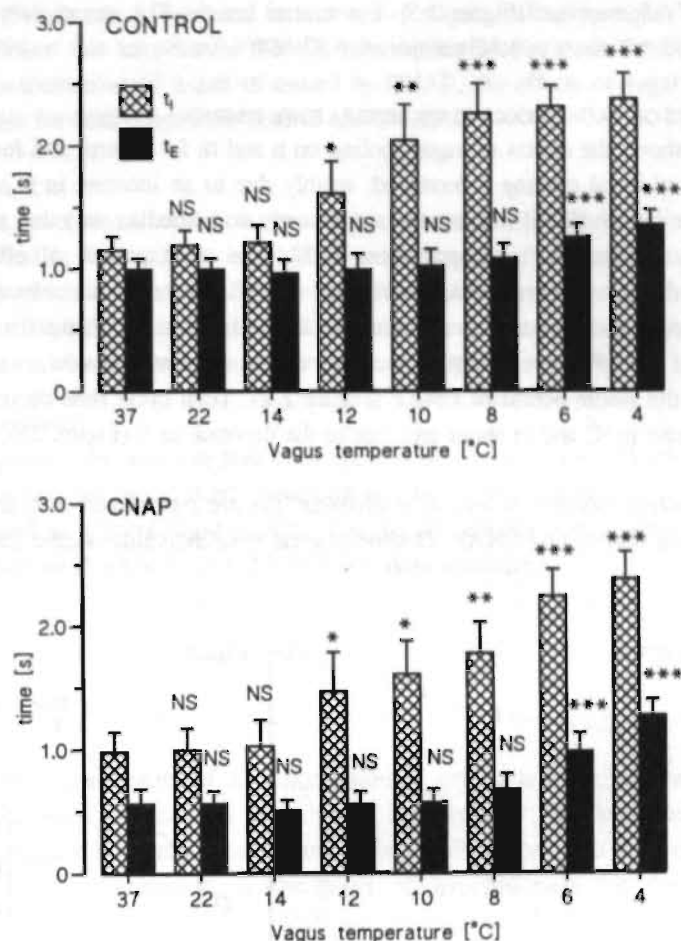 CONTROL
3.0
2.0
1.0
0
time [s]
tI
tE
NS NS NS NS * NS ** NS *** NS *** *** *** ***
37 22 14 12 10 8 6 4
Vagus temperature [°C]
CNAP
3.0
2.0
1.0
0
time [s]
NS NS NS NS * NS * NS ** NS *** *** *** ***
37 22 14 12 10 8 6 4
Vagus temperature [°C]